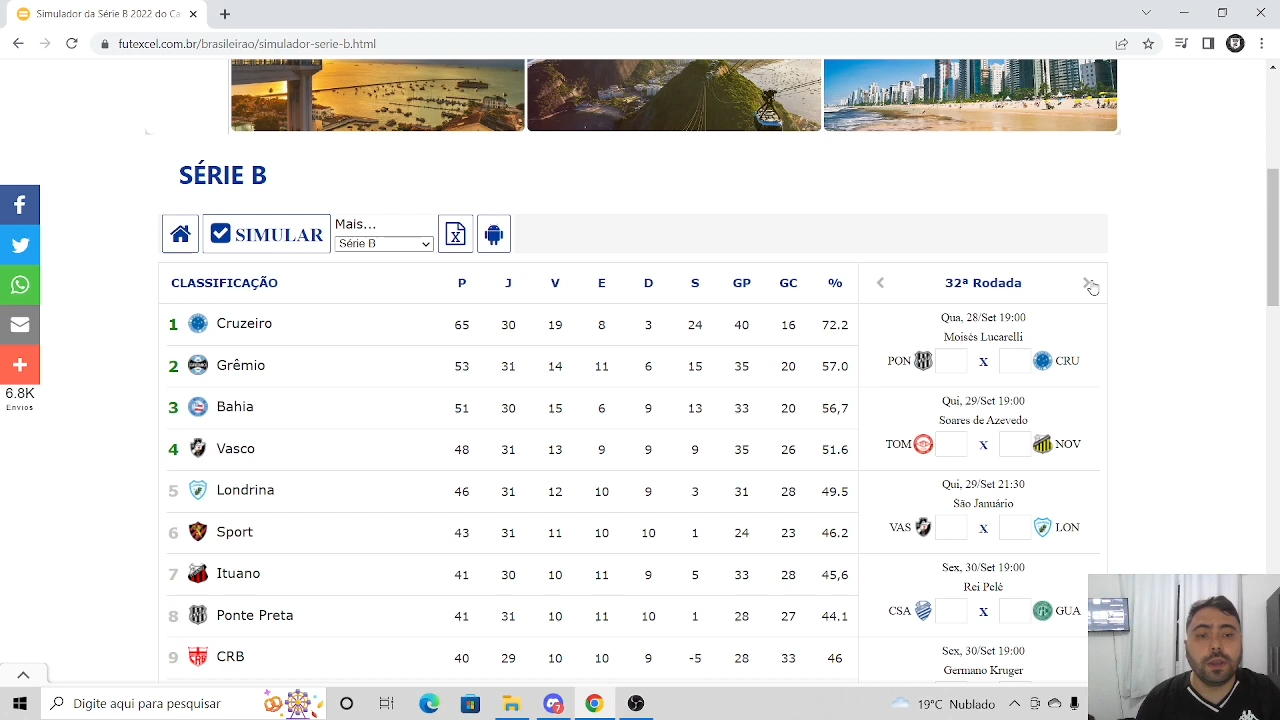 Simulador da Série B 2022 do Ca
futexcel.com.br/brasileirao/simulador-serie-b.html
SÉRIE B
SIMULAR
Mais...
Série B
CLASSIFICAÇÃO P J V E D S GP GC %
1 Cruzeiro 65 30 19 8 3 24 40 16 72.2
2 Grêmio 53 31 14 11 6 15 35 20 57.0
3 Bahia 51 30 15 6 9 13 33 20 56,7
4 Vasco 48 31 13 9 9 9 35 26 51.6
5 Londrina 46 31 12 10 9 3 31 28 49.5
6 Sport 43 31 11 10 10 1 24 23 46.2
7 Ituano 41 30 10 11 9 5 33 28 45,6
8 Ponte Preta 41 31 10 11 10 1 28 27 44.1
9 CRB 40 29 10 10 9 -5 28 33 46
32ª Rodada
Qua, 28/Set 19:00
Moisés Lucarelli
PON X CRU
Qui, 29/Set 19:00
Soares de Azevedo
TOM X NOV
Qui, 29/Set 21:30
São Januário
VAS X LON
Sex, 30/Set 19:00
Rei Pelé
CSA X GUA
Sex, 30/Set 19:00
Germano Kruger
6.8K
Envios
Digite aqui para pesquisar
7
19°C Nublado